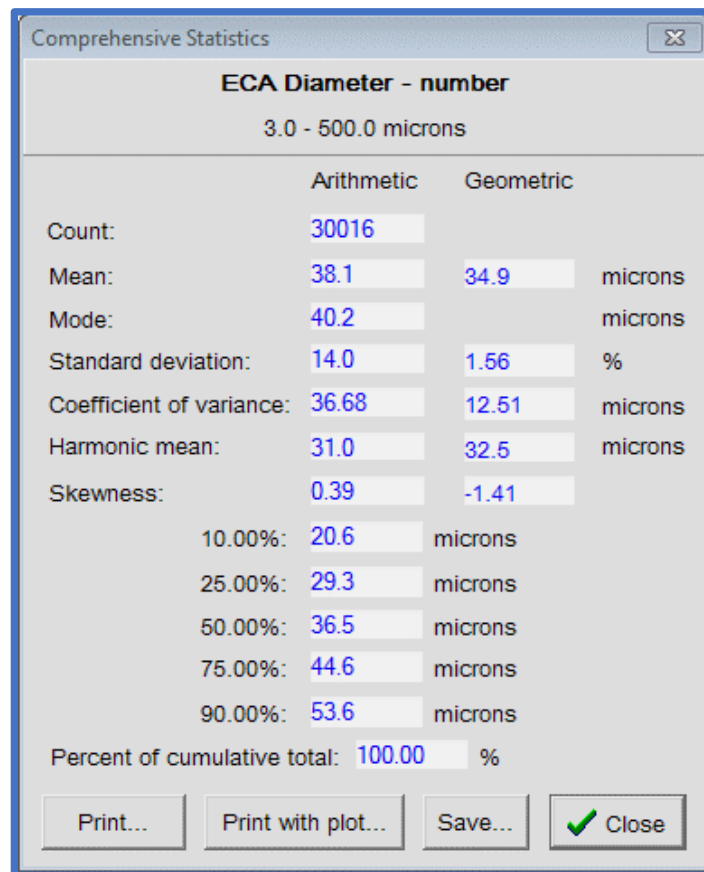 Comprehensive Statistics
ECA Diameter - number
3.0 - 500.0 microns
Arithmetic Geometric
Count: 30016
Mean: 38.1 34.9 microns
Mode: 40.2 microns
Standard deviation: 14.0 1.56 %
Coefficient of variance: 36.68 12.51 microns
Harmonic mean: 31.0 32.5 microns
Skewness: 0.39 -1.41
10.00%: 20.6 microns
25.00%: 29.3 microns
50.00%: 36.5 microns
75.00%: 44.6 microns
90.00%: 53.6 microns
Percent of cumulative total: 100.00 %
Print... Print with plot... Save... Close